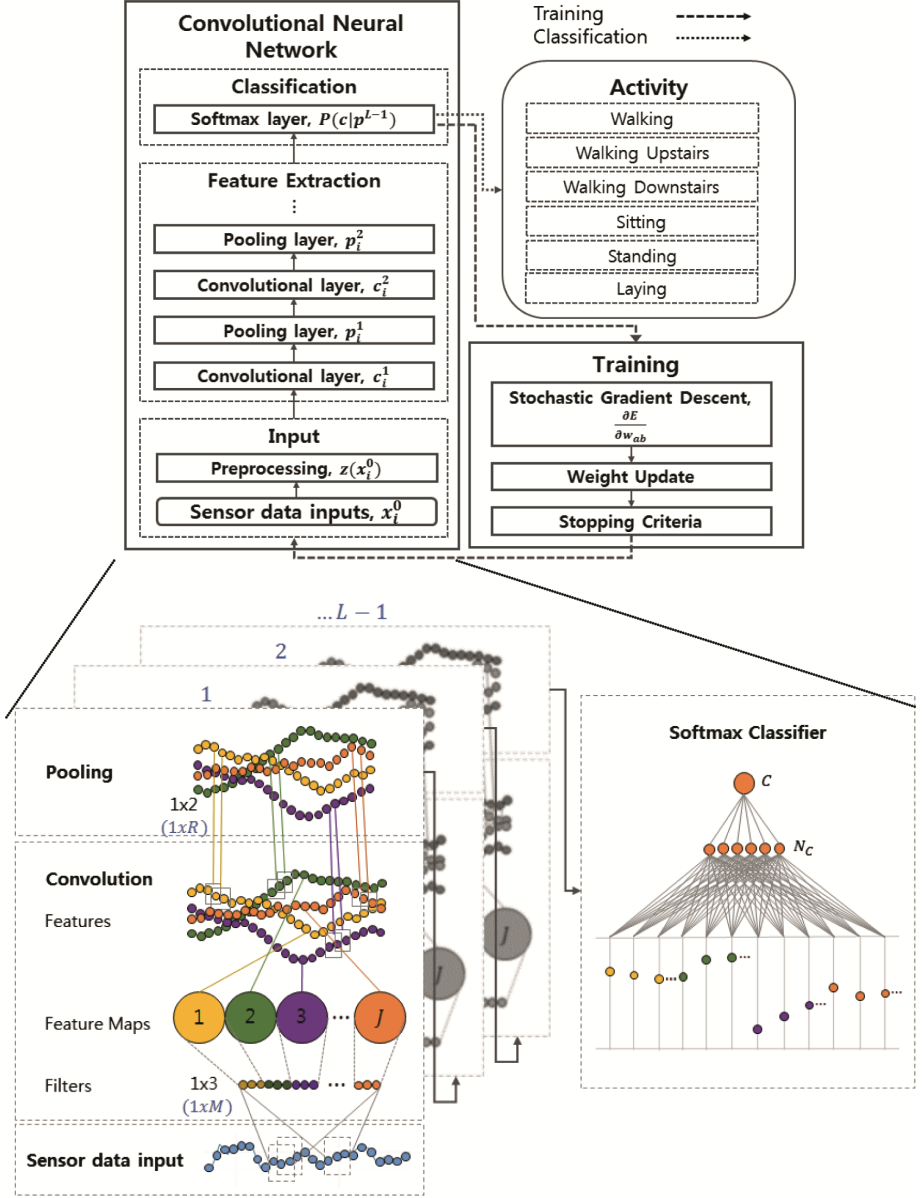 Convolutional Neural
Network
Classification
Softmax layer, P(c|p^{L-1})
Feature Extraction
⋮
Pooling layer, p_i^2
Convolutional layer, c_i^2
Pooling layer, p_i^1
Convolutional layer, c_i^1
Input
Preprocessing, z(x_i^0)
Sensor data inputs, x_i^0
Training
Classification
Activity
Walking
Walking Upstairs
Walking Downstairs
Sitting
Standing
Laying
Training
Stochastic Gradient Descent,
∂E/∂w_{ab}
Weight Update
Stopping Criteria
...L − 1
2
1
Pooling
1x2
(1xR)
Convolution
Features
Feature Maps
1 2 3 ... J
J
J
Filters
1x3 ...
(1xM)
Sensor data input
Softmax Classifier
C
N_C
... ...
... ...